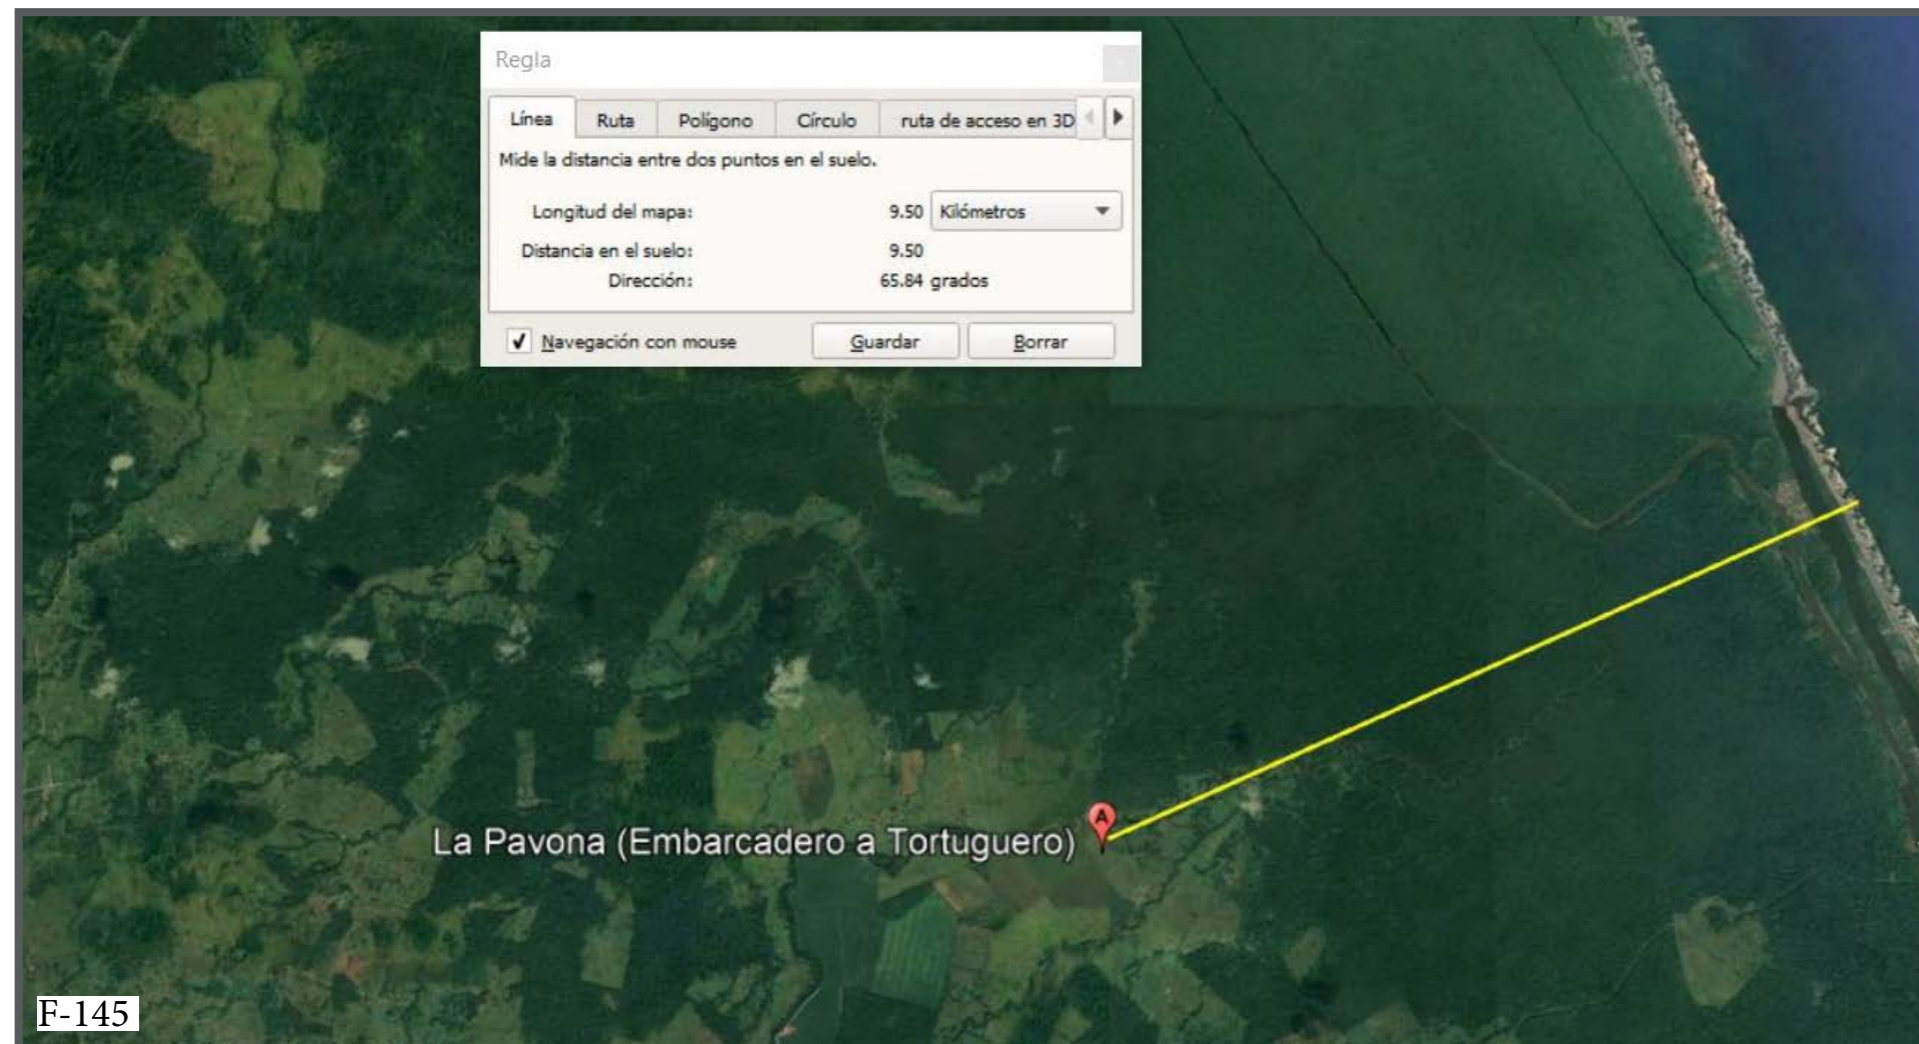 Regla
Línea Ruta Polígono Círculo ruta de acceso en 3D
Mide la distancia entre dos puntos en el suelo.
Longitud del mapa: 9.50 Kilómetros
Distancia en el suelo: 9.50
Dirección: 65.84 grados
Navegación con mouse Guardar Borrar
A
La Pavona (Embarcadero a Tortuguero)
F-145